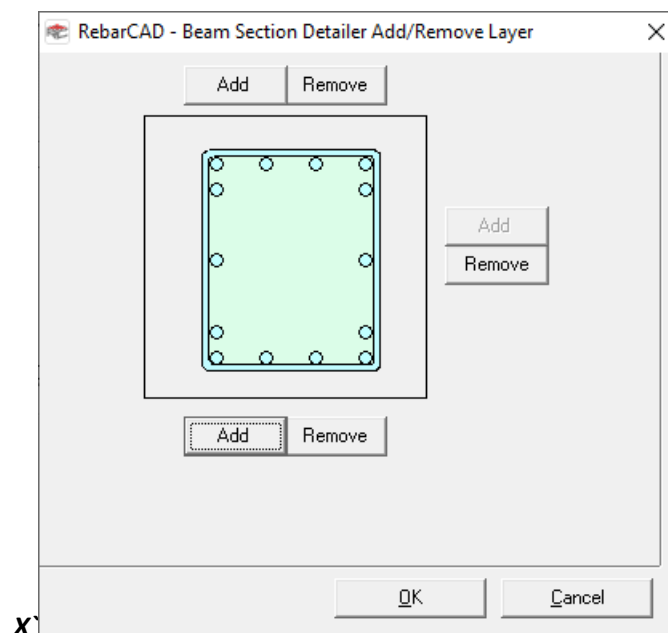 RebarCAD - Beam Section Detailer Add/Remove Layer
Add Remove
Add
Remove
Add Remove
OK Cancel
X`